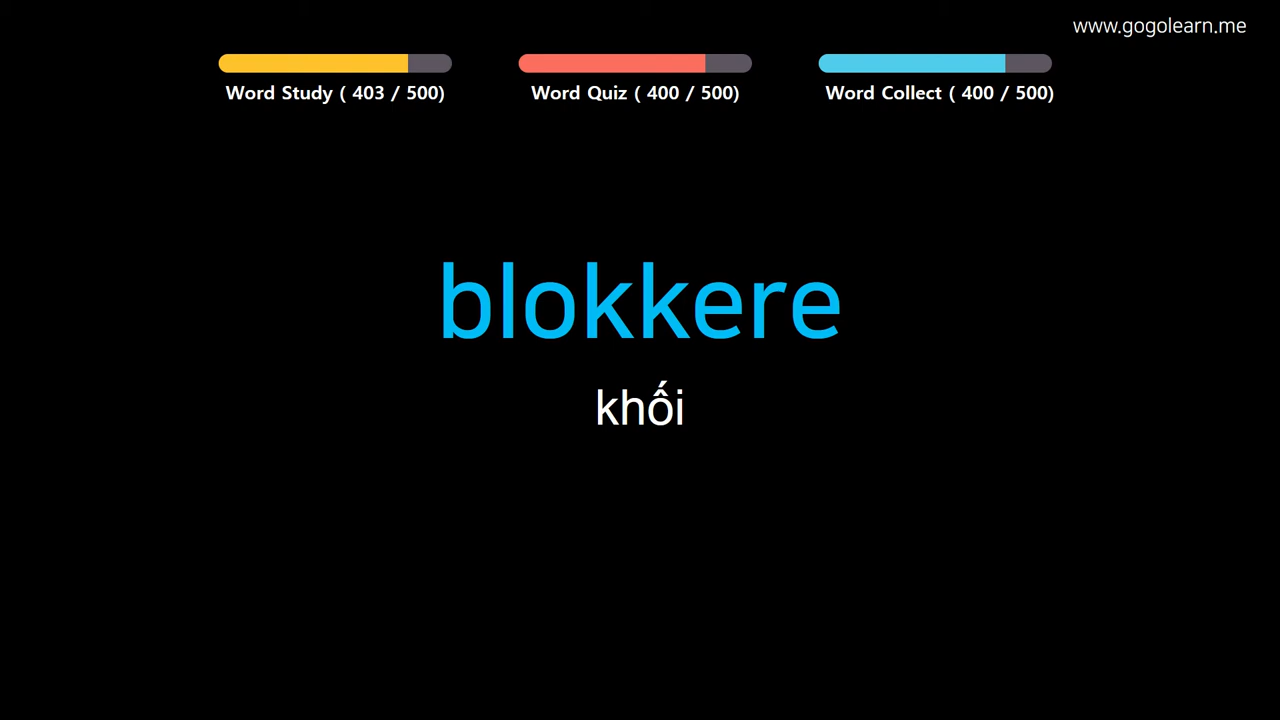 www.gogolearn.me
Word Study ( 403 / 500)
Word Quiz ( 400 / 500)
Word Collect ( 400 / 500)
blokkere
khối